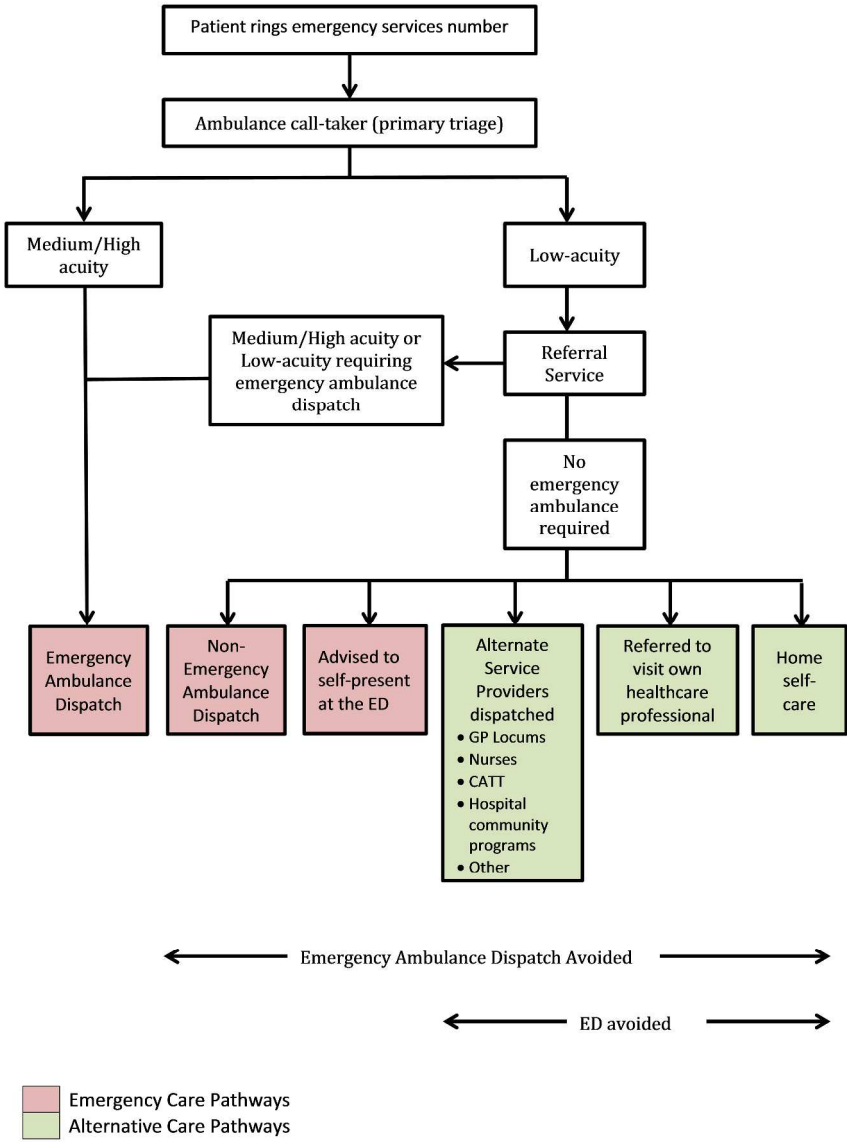 Patient rings emergency services number
Ambulance call-taker (primary triage)
Medium/High
acuity
Low-acuity
Medium/High acuity or
Low-acuity requiring
emergency ambulance
dispatch
Referral
Service
No
emergency
ambulance
required
Emergency
Ambulance
Dispatch
Non-
Emergency
Ambulance
Dispatch
Advised to
self-present
at the ED
Alternate
Service
Providers
dispatched
• GP Locums
• Nurses
• CATT
• Hospital
community
programs
• Other
Referred to
visit own
healthcare
professional
Home
self-
care
Emergency Ambulance Dispatch Avoided
ED avoided
Emergency Care Pathways
Alternative Care Pathways